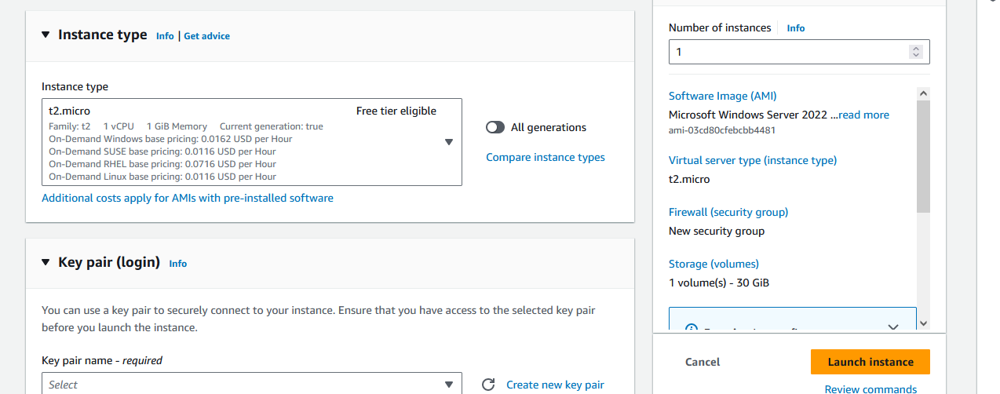 Instance type Info | Get advice
Instance type
t2.micro Free tier eligible
Family: t2 1 vCPU 1 GiB Memory Current generation: true
On-Demand Windows base pricing: 0.0162 USD per Hour
On-Demand SUSE base pricing: 0.0116 USD per Hour
On-Demand RHEL base pricing: 0.0716 USD per Hour
On-Demand Linux base pricing: 0.0116 USD per Hour
All generations
Compare instance types
Additional costs apply for AMIs with pre-installed software
Key pair (login) Info
You can use a key pair to securely connect to your instance. Ensure that you have access to the selected key pair
before you launch the instance.
Key pair name - required
Select
Create new key pair
Number of instances Info
1
Software Image (AMI)
Microsoft Windows Server 2022 ...read more
ami-03cd80cfebcbb4481
Virtual server type (instance type)
t2.micro
Firewall (security group)
New security group
Storage (volumes)
1 volume(s) - 30 GiB
Cancel
Launch instance
Review commands